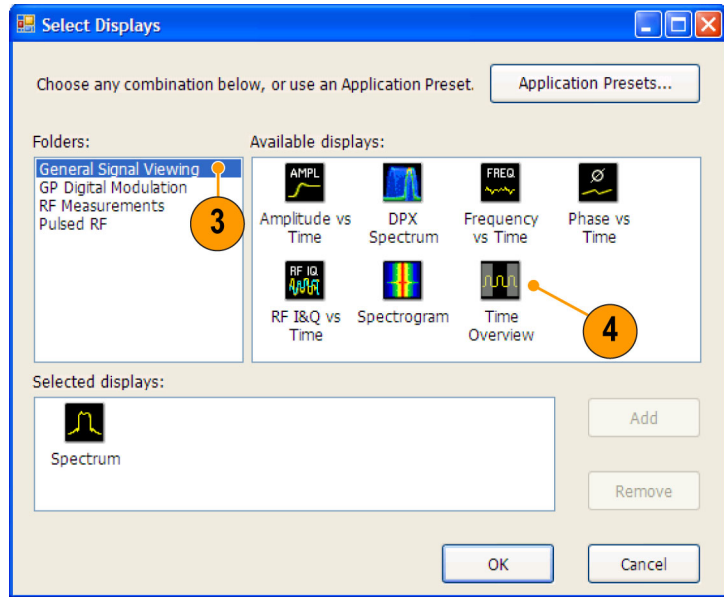 Select Displays
Choose any combination below, or use an Application Preset.
Application Presets...
Folders:
Available displays:
General Signal Viewing
GP Digital Modulation
RF Measurements
Pulsed RF
3
AMPL
Amplitude vs
Time
DPX
Spectrum
FREQ
Frequency
vs Time
Ø
Phase vs
Time
RF IQ
RF I&Q vs
Time
Spectrogram
Time
Overview
4
Selected displays:
Spectrum
Add
Remove
OK
Cancel